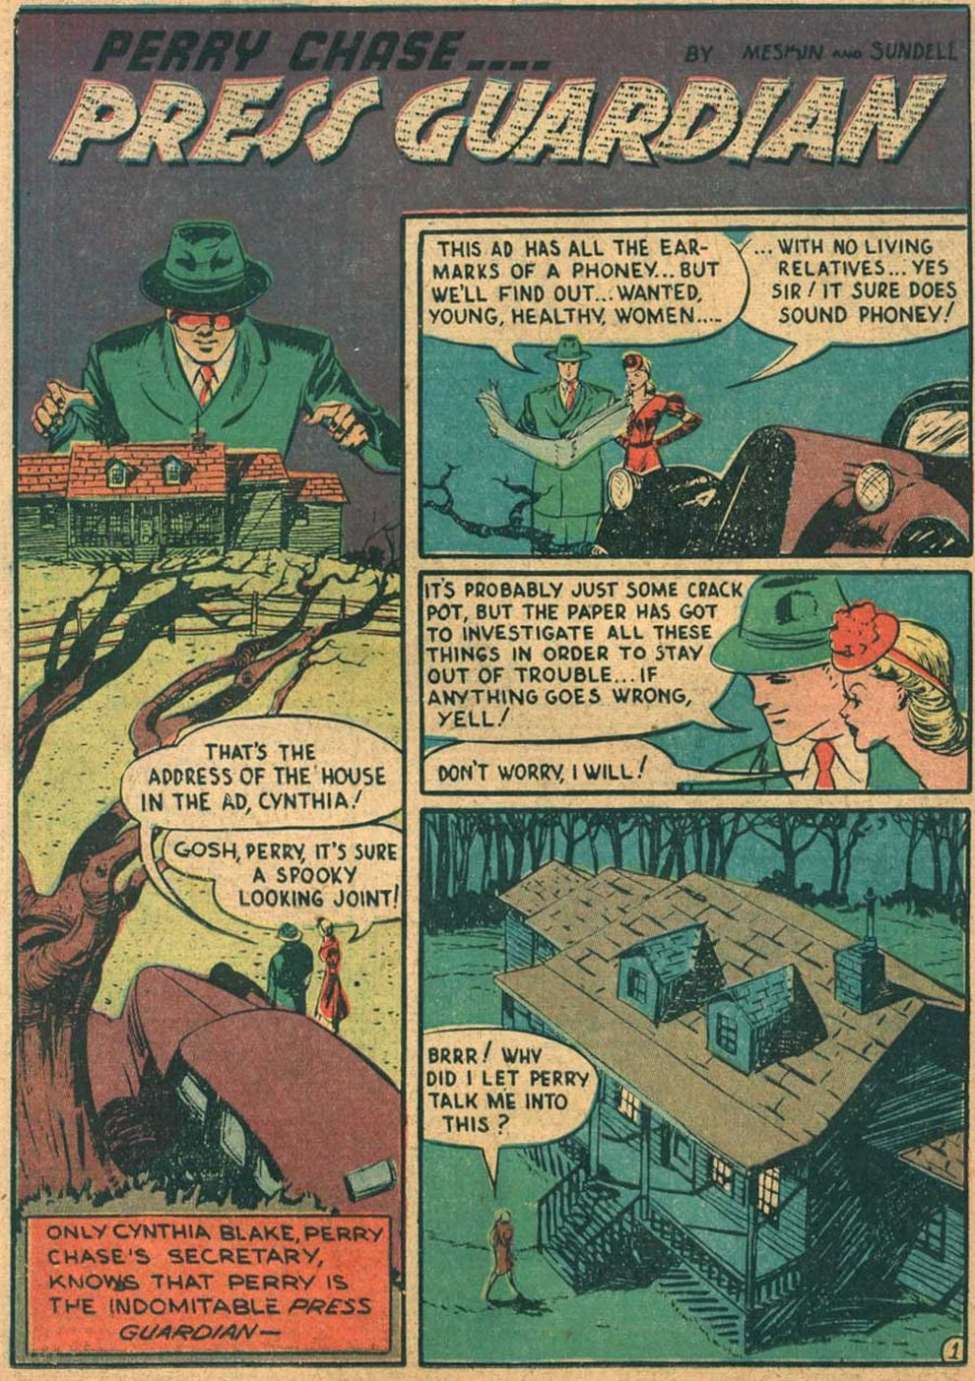 PERRY CHASE....
BY MESKIN AND SUNDELL
PRESS GUARDIAN
THAT'S THE
ADDRESS OF THE HOUSE
IN THE AD, CYNTHIA!
GOSH, PERRY, IT'S SURE
A SPOOKY
LOOKING JOINT!
ONLY CYNTHIA BLAKE, PERRY
CHASE'S SECRETARY,
KNOWS THAT PERRY IS
THE INDOMITABLE PRESS
GUARDIAN—
THIS AD HAS ALL THE EAR-
MARKS OF A PHONEY... BUT
WE'LL FIND OUT... WANTED,
YOUNG, HEALTHY, WOMEN....
...WITH NO LIVING
RELATIVES... YES
SIR! IT SURE DOES
SOUND PHONEY!
IT'S PROBABLY JUST SOME CRACK
POT, BUT THE PAPER HAS GOT
TO INVESTIGATE ALL THESE
THINGS IN ORDER TO STAY
OUT OF TROUBLE... IF
ANYTHING GOES WRONG,
YELL!
DON'T WORRY, I WILL!
BRRR! WHY
DID I LET PERRY
TALK ME INTO
THIS?
1